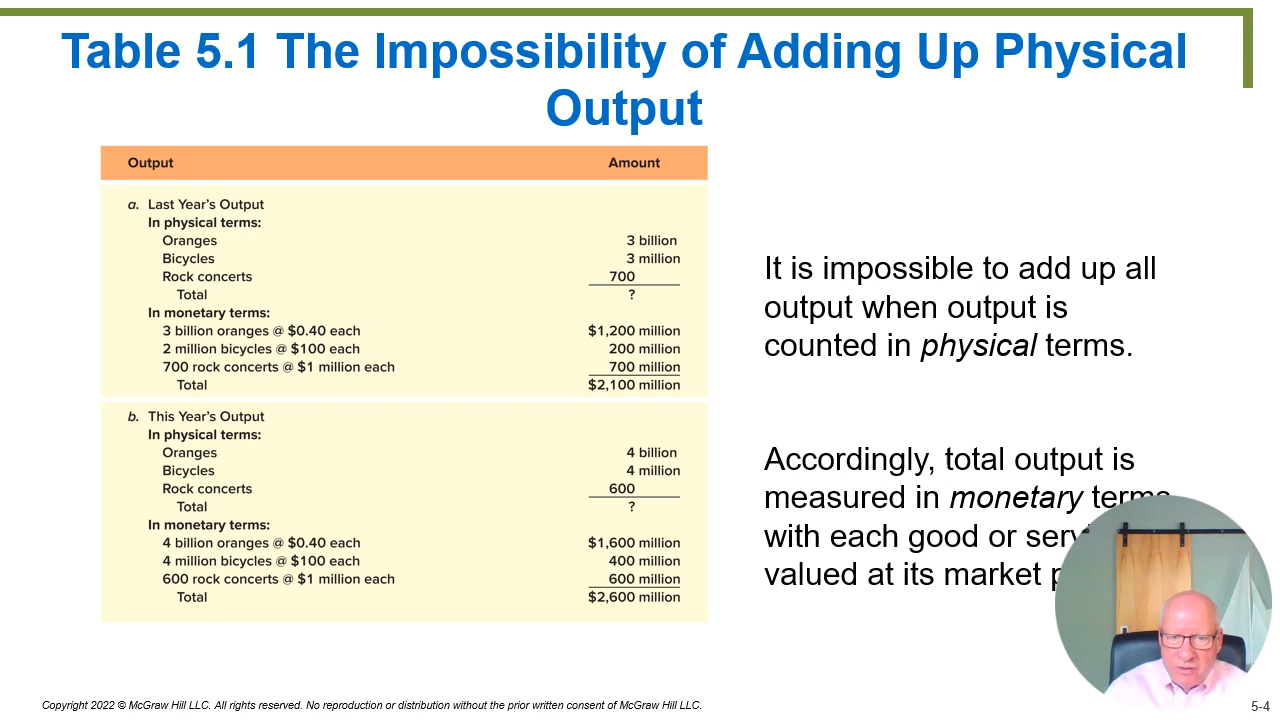 Table 5.1 The Impossibility of Adding Up Physical
Output
Output Amount
a. Last Year's Output
In physical terms:
Oranges 3 billion
Bicycles 3 million
Rock concerts 700
Total ?
In monetary terms:
3 billion oranges @ $0.40 each $1,200 million
2 million bicycles @ $100 each 200 million
700 rock concerts @ $1 million each 700 million
Total $2,100 million
b. This Year's Output
In physical terms:
Oranges 4 billion
Bicycles 4 million
Rock concerts 600
Total ?
In monetary terms:
4 billion oranges @ $0.40 each $1,600 million
4 million bicycles @ $100 each 400 million
600 rock concerts @ $1 million each 600 million
Total $2,600 million
It is impossible to add up all
output when output is
counted in physical terms.
Accordingly, total output is
measured in monetary terms
with each good or
valued at its market
Copyright 2022 © McGraw Hill LLC. All rights reserved. No reproduction or distribution without the prior written consent of McGraw Hill LLC.
5-4